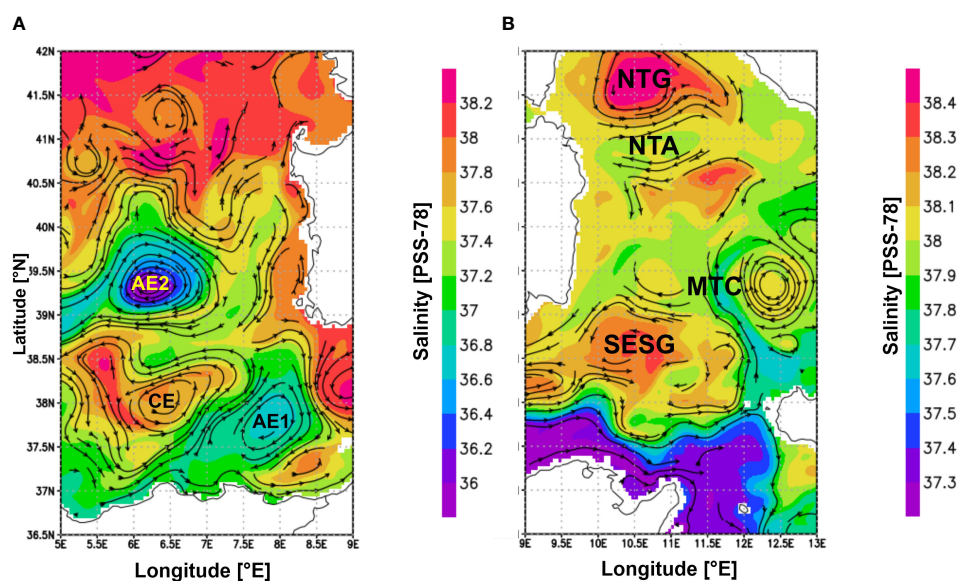 A
B
42N
41.5N
41N
40.5N
40N
39.5N
39N
38.5N
38N
37.5N
37N
36.5N
5E
5.5E
6E
6.5E
7E
7.5E
8E
8.5E
9E
Latitude [°N]
Longitude [°E]
AE2
CE
AE1
38.2
38
37.8
37.6
37.4
37.2
37
36.8
36.6
36.4
36.2
36
Salinity [PSS-78]
NTG
NTA
MTC
SESG
9E
9.5E
10E
10.5E
11E
11.5E
12E
12.5E
13E
Longitude [°E]
38.4
38.3
38.2
38.1
38
37.9
37.8
37.7
37.6
37.5
37.4
37.3
Salinity [PSS-78]